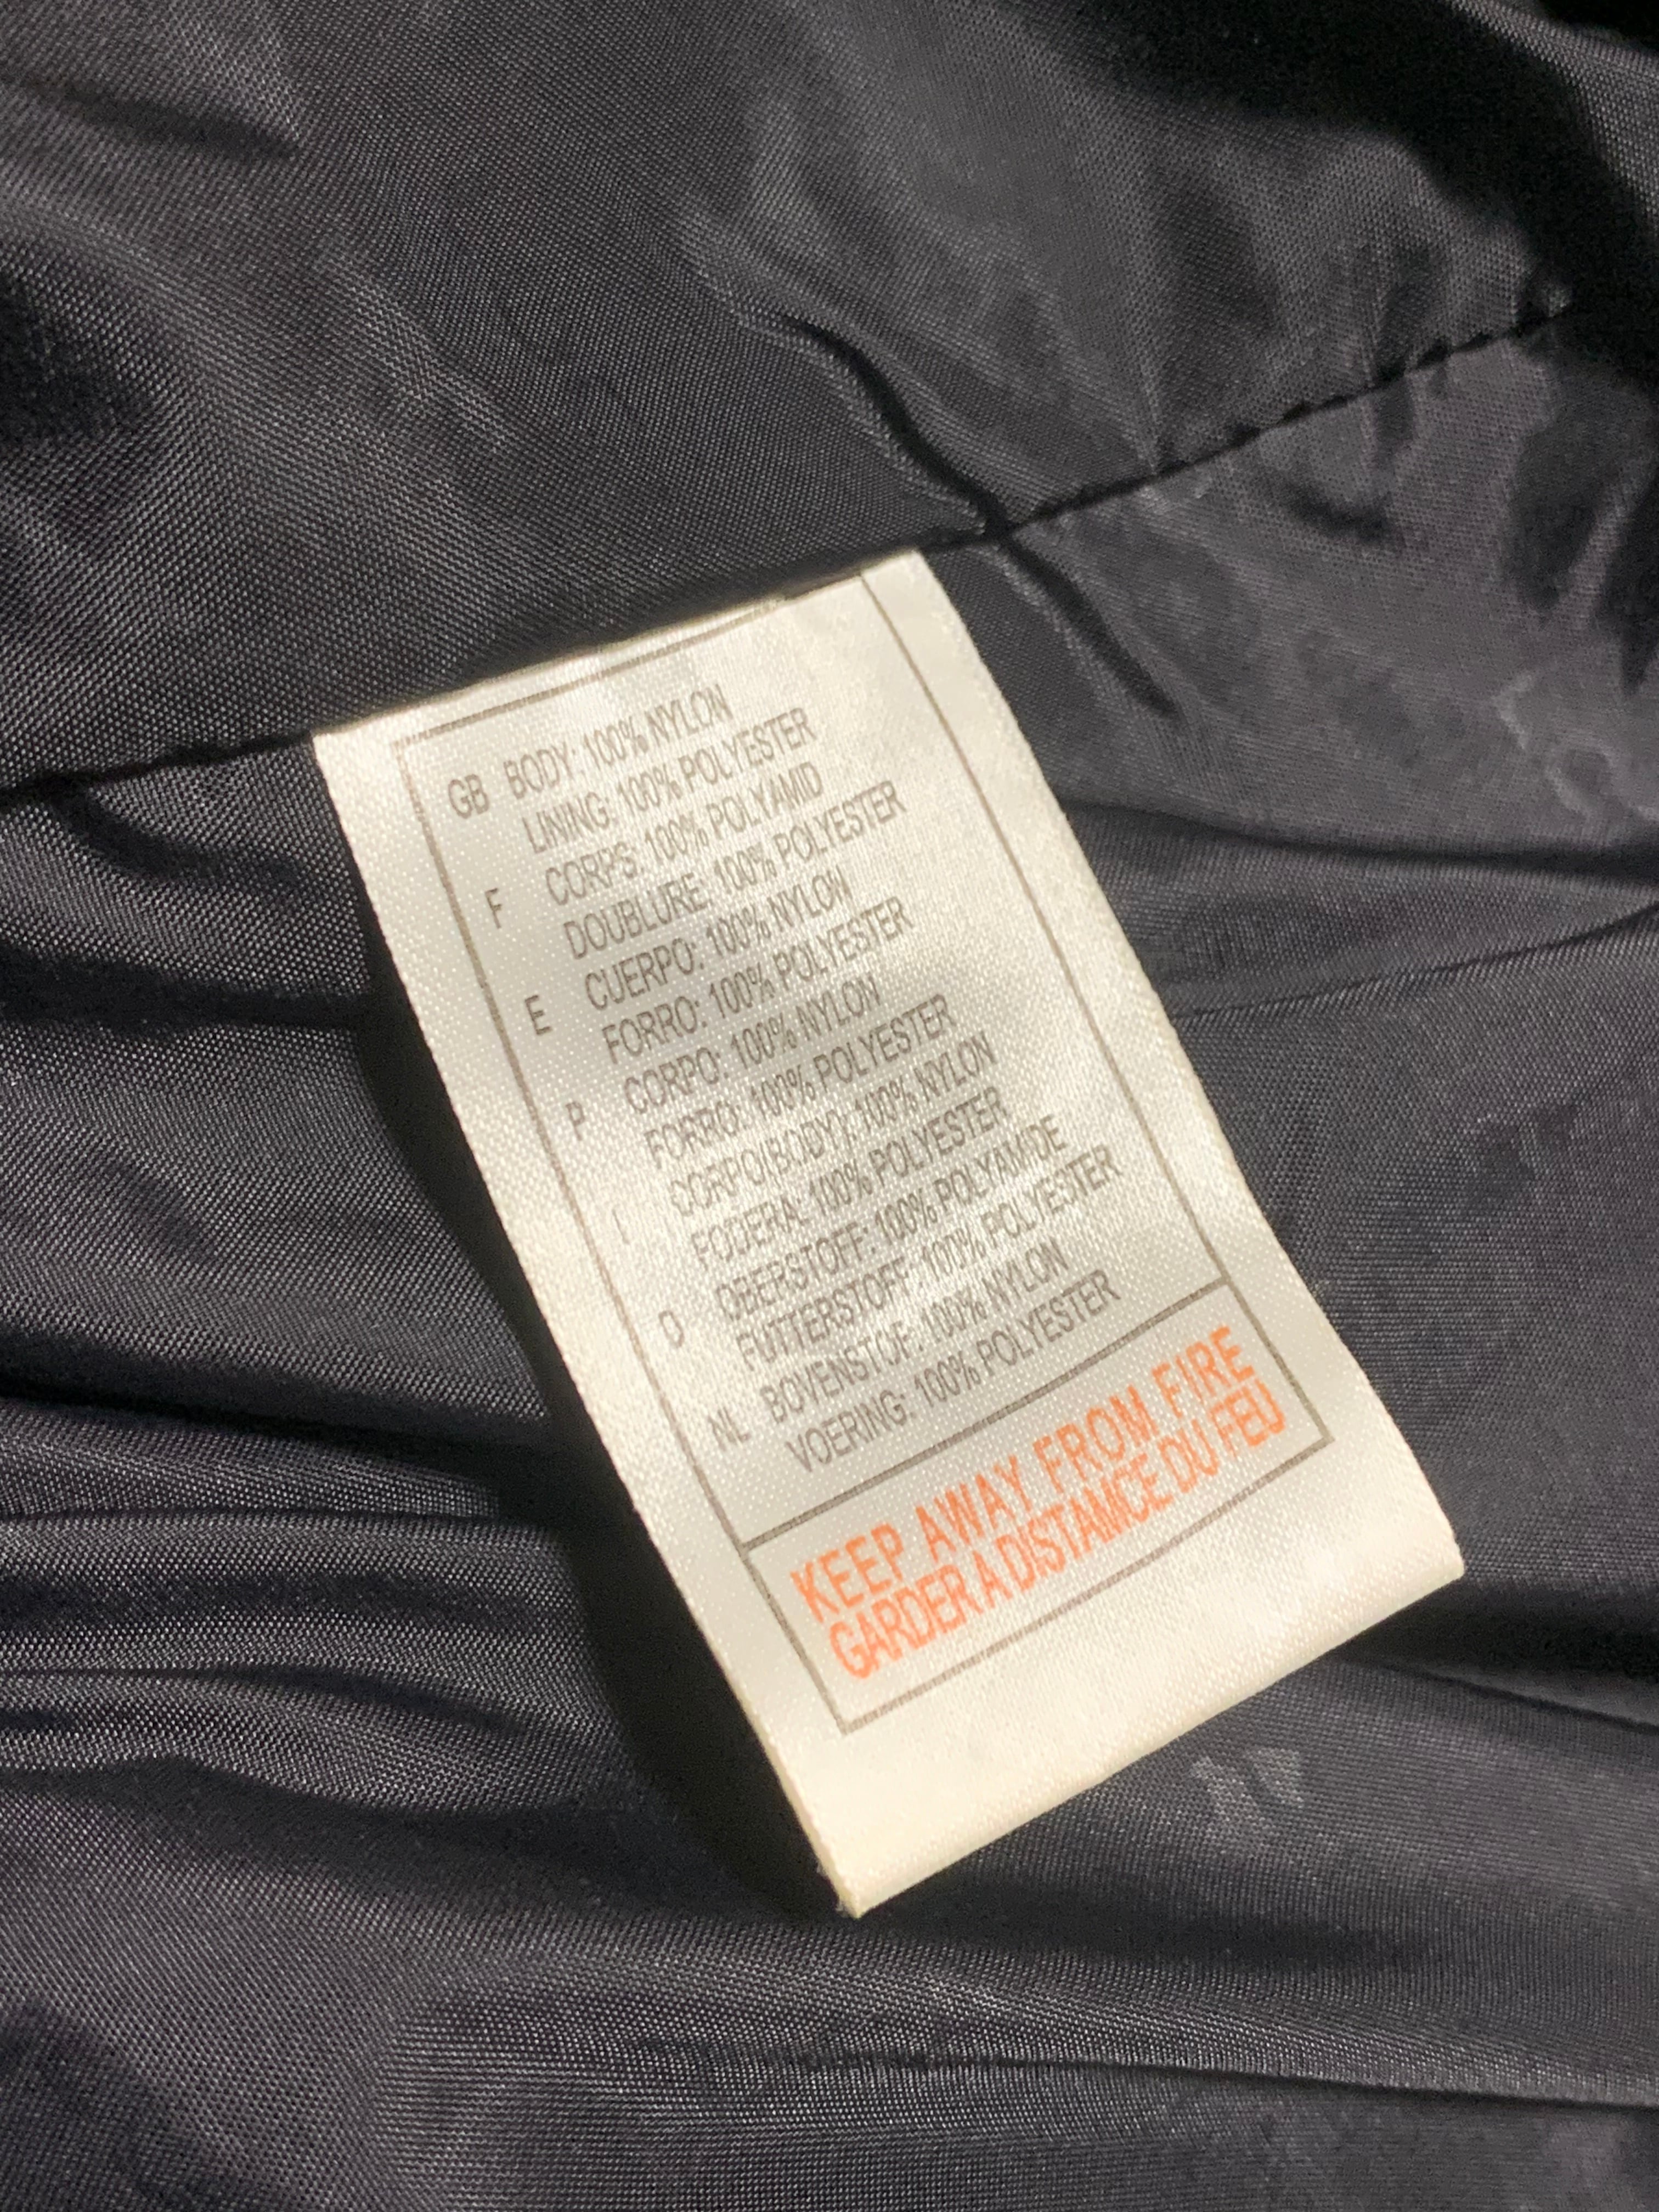 GB BODY: 100% NYLON
LINING: 100% POLYESTER
F CORPS: 100% POLYAMID
DOUBLURE: 100% POLYESTER
E CUERPO: 100% NYLON
FORRO: 100% POLYESTER
P CORPO: 100% NYLON
FORRO: 100% POLYESTER
I CORPO(BODY): 100% NYLON
FODERA: 100% POLYESTER
D OBERSTOFF: 100% POLYAMIDE
FUTTERSTOFF: 100% POLYESTER
NL BOVENSTOF: 100% NYLON
VOERING: 100% POLYESTER
KEEP AWAY FROM FIRE
GARDER A DISTAMCE DU FEU